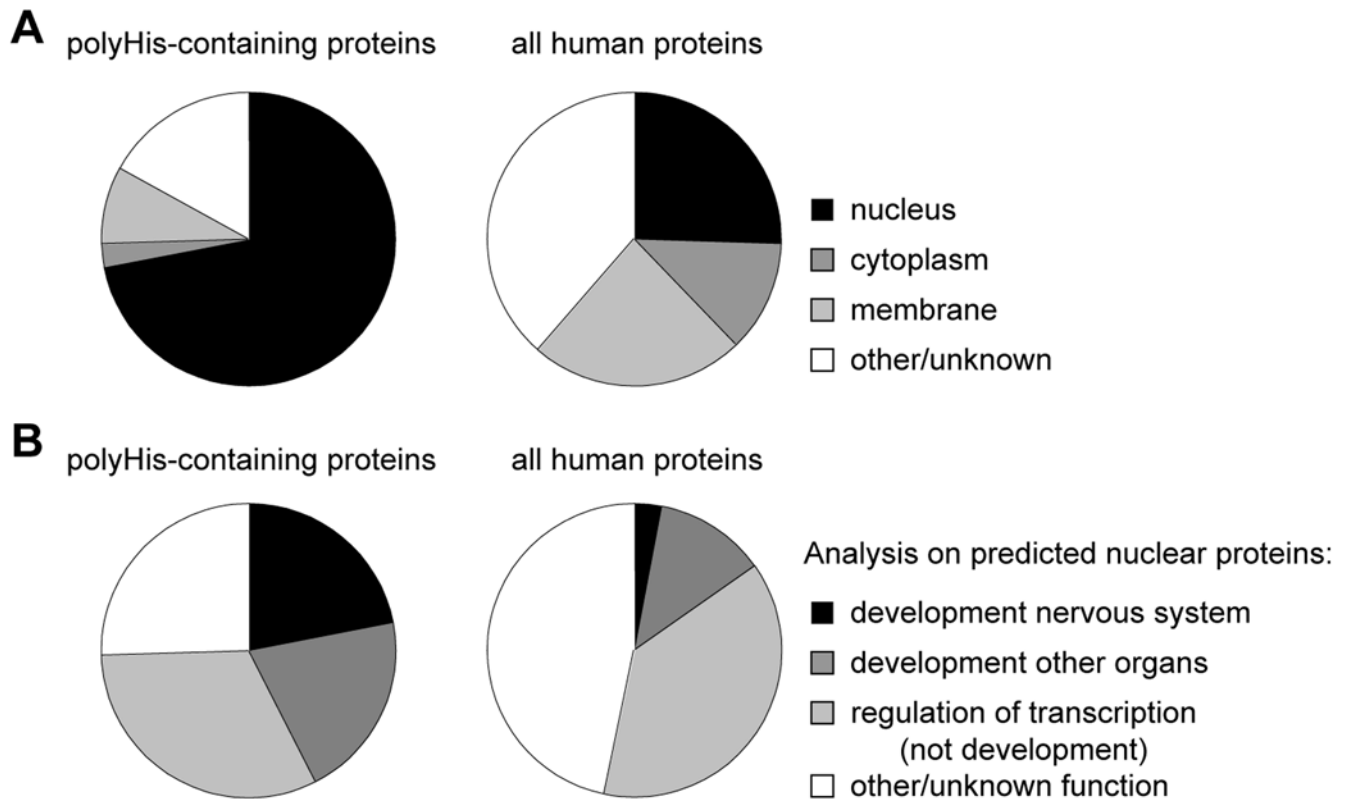 A
polyHis-containing proteins
all human proteins
nucleus
cytoplasm
membrane
other/unknown
B
polyHis-containing proteins
all human proteins
Analysis on predicted nuclear proteins:
development nervous system
development other organs
regulation of transcription
(not development)
other/unknown function